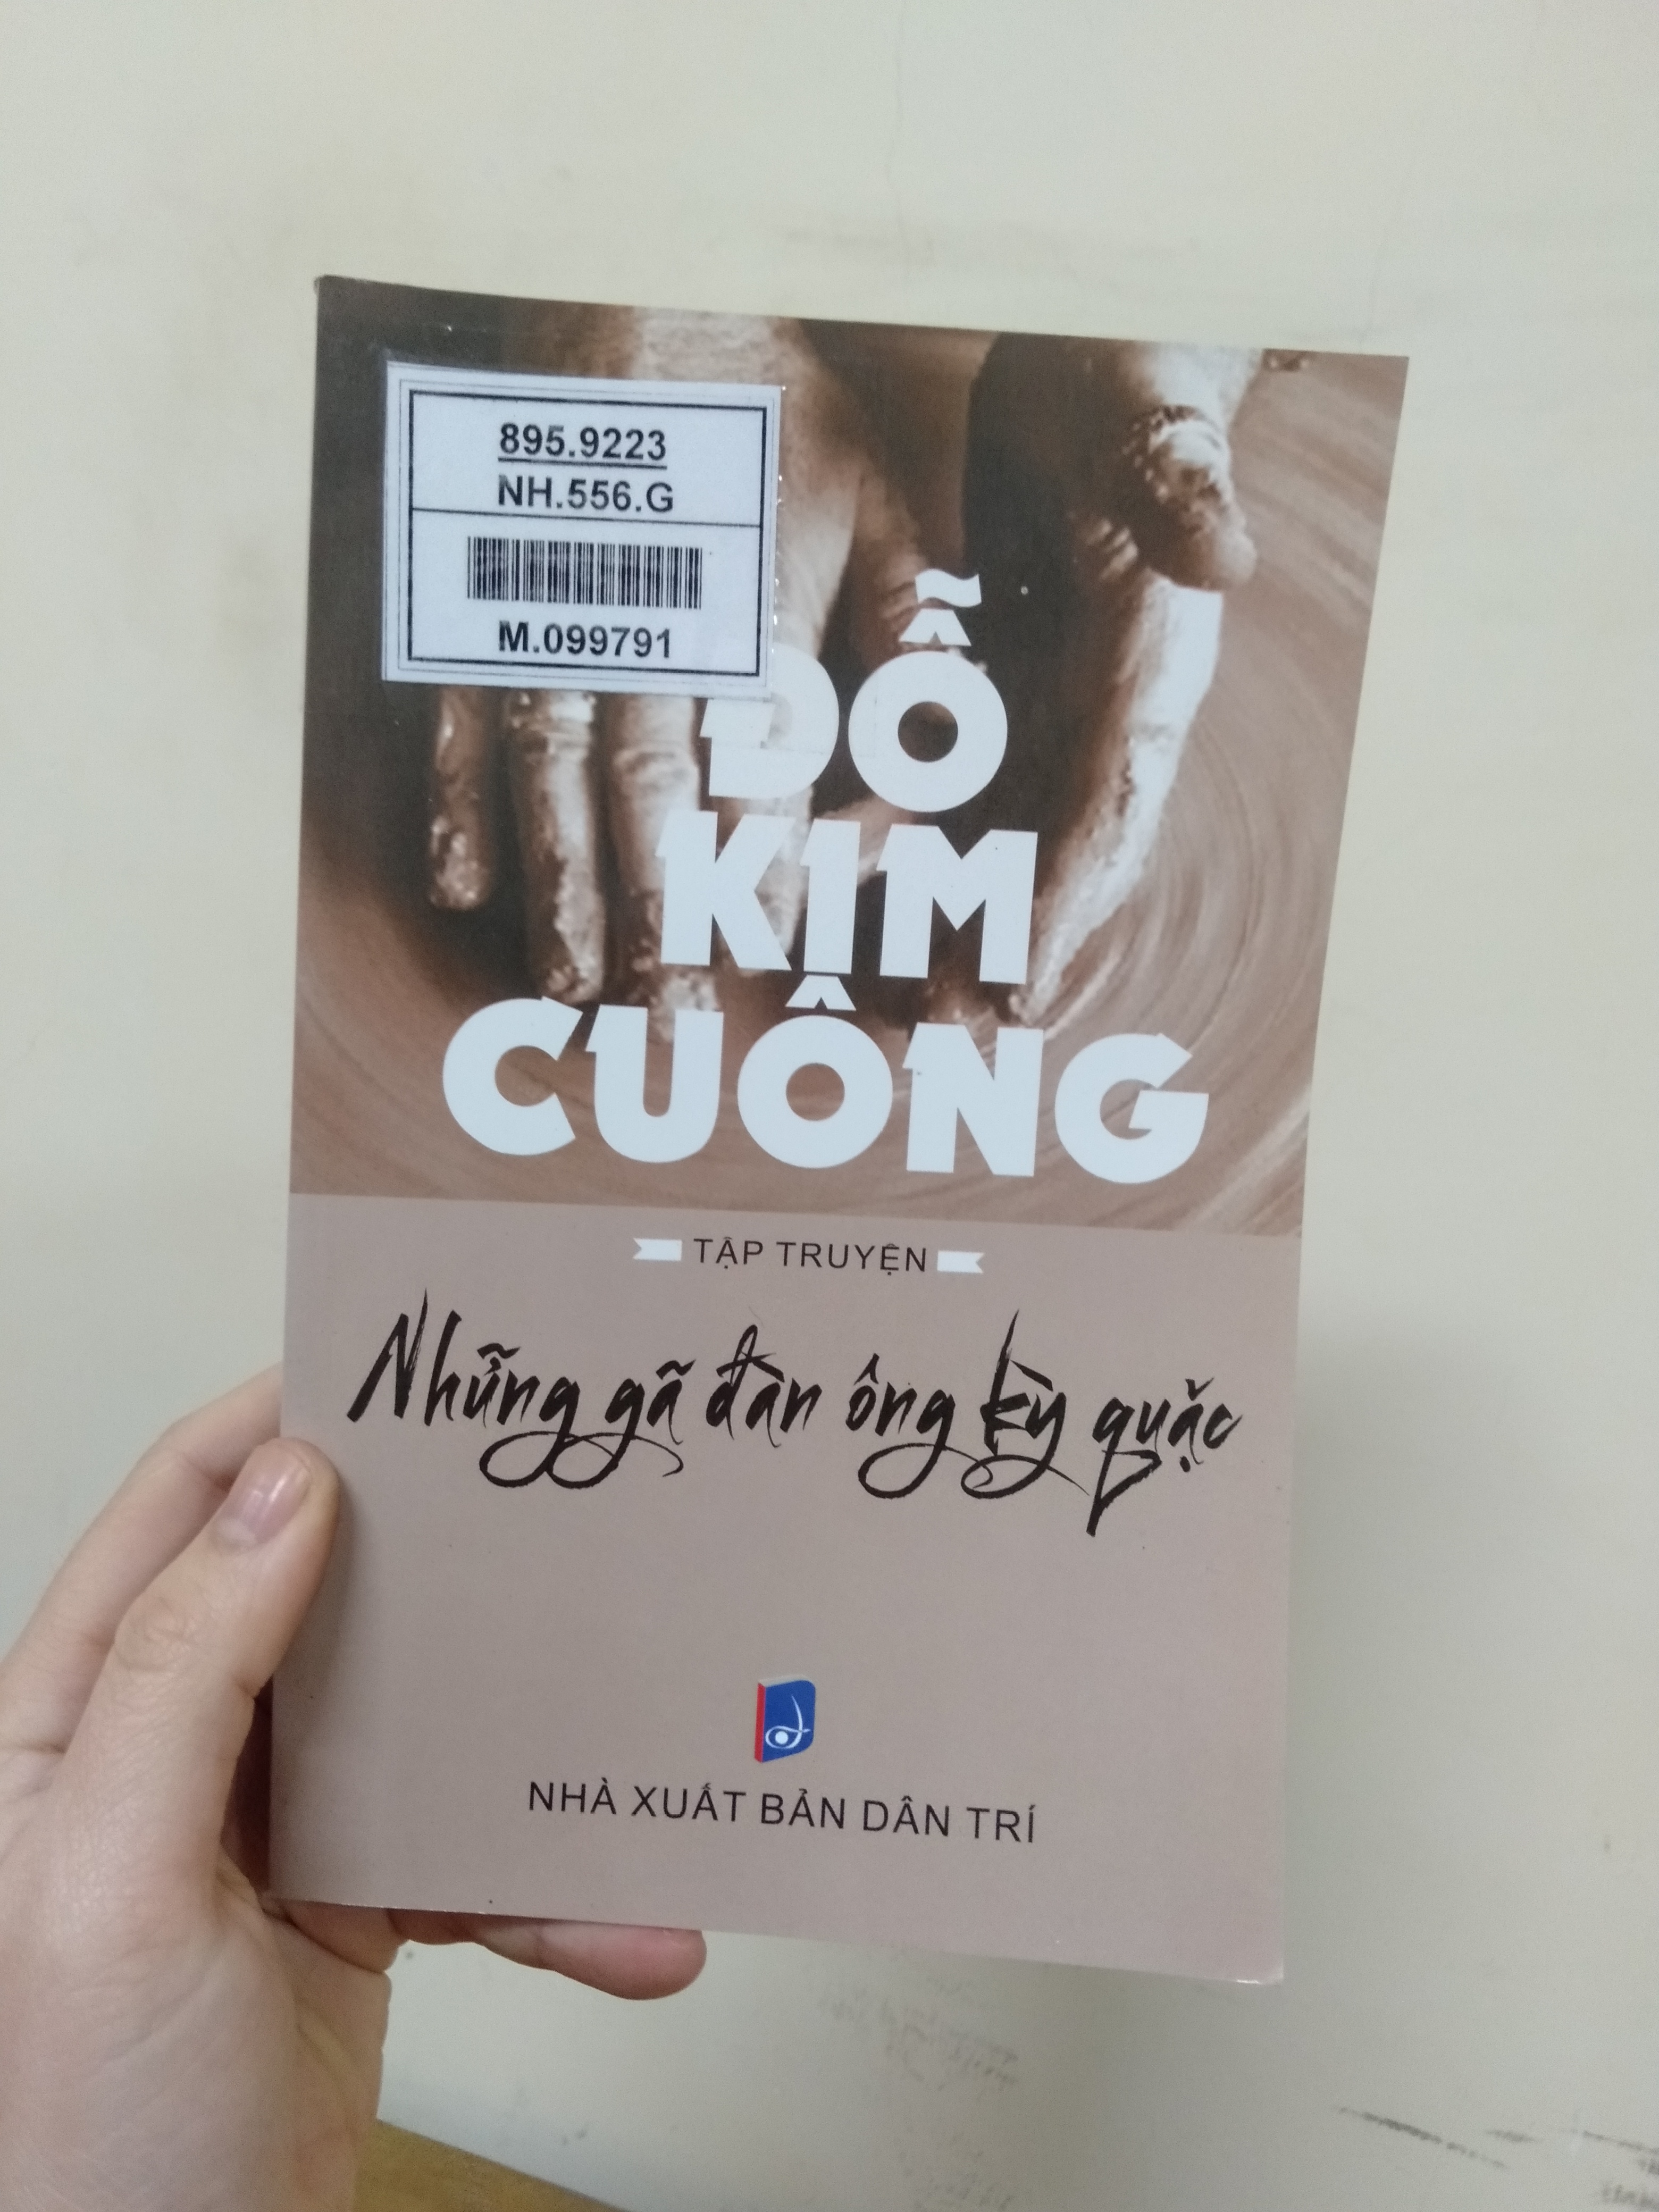 895.9223
NH.556.G
M.099791
ĐỖ
KIM
CUÔNG
TẬP TRUYỆN
Những gã đàn ông kỳ quặc
NHÀ XUẤT BẢN DÂN TRÍ